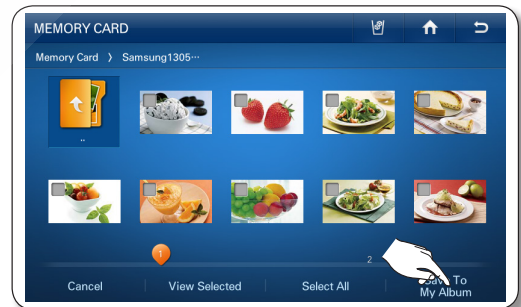 MEMORY CARD
Memory Card 〉 Samsung1305···
..
1
2
Cancel
View Selected
Select All
Save To
My Album